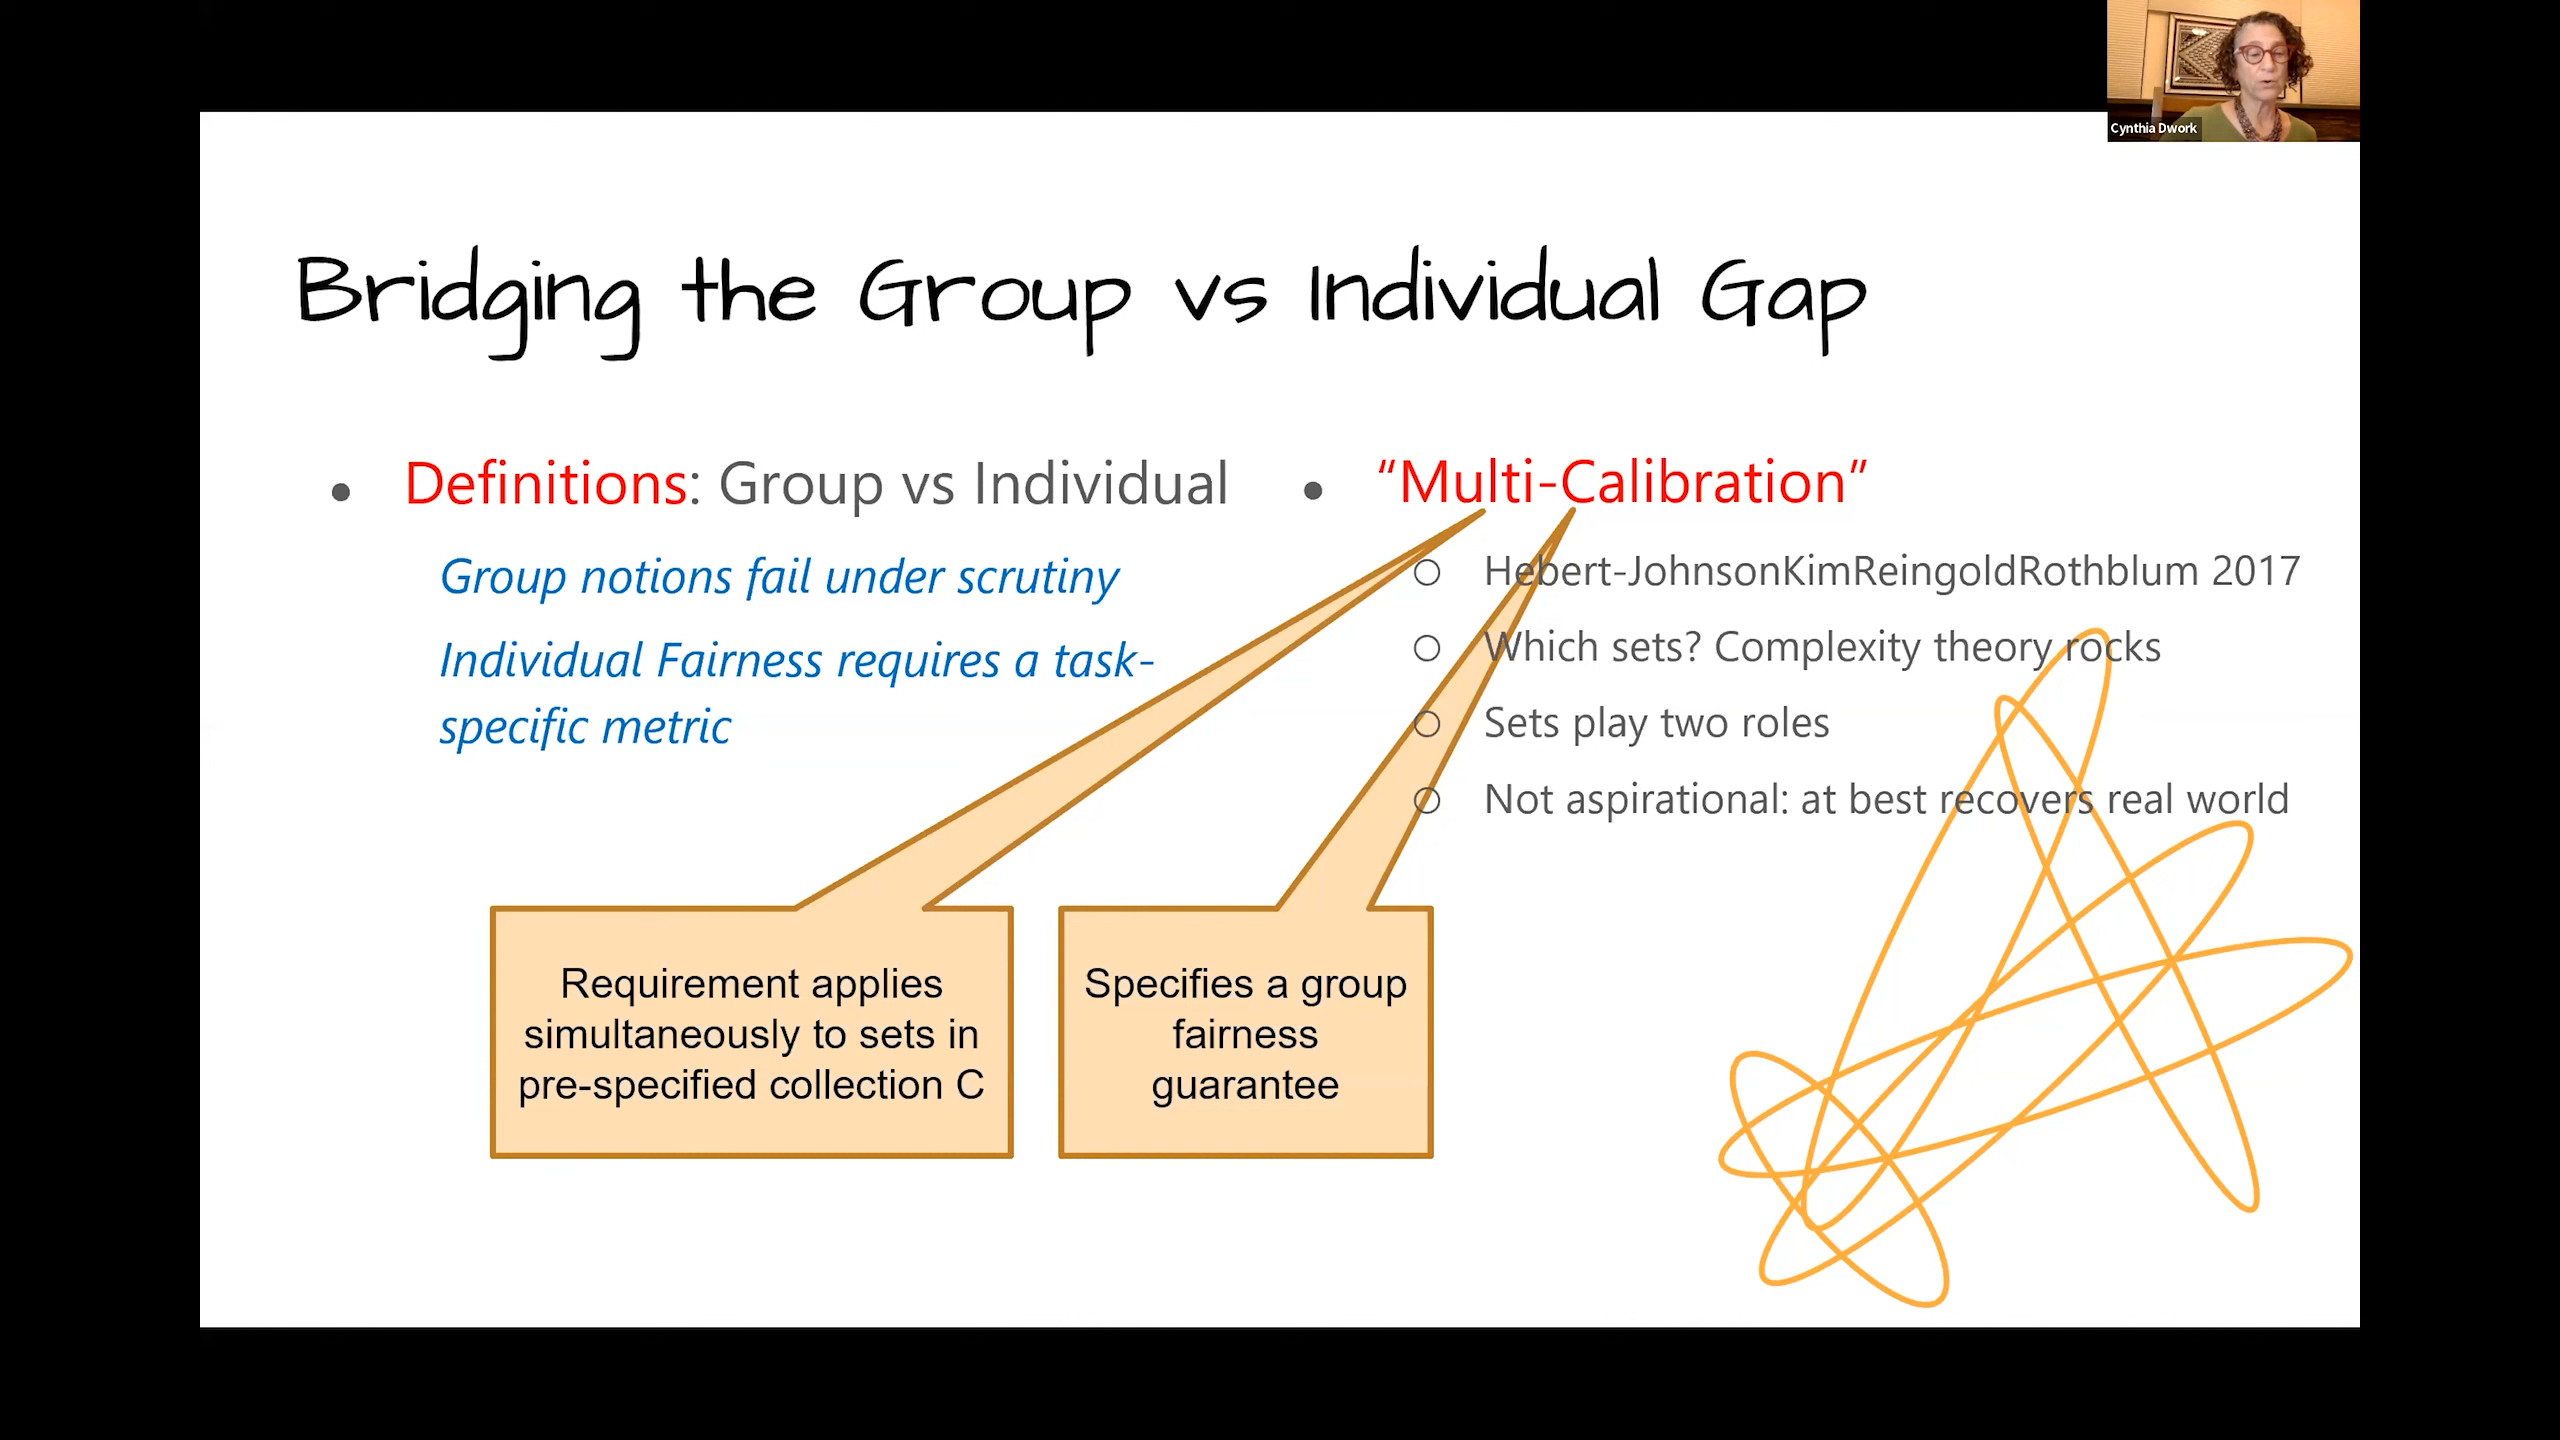 Cynthia Dwork
Bridging the Group vs Individual Gap
• Definitions: Group vs Individual
Group notions fail under scrutiny
Individual Fairness requires a task-
specific metric
• “Multi-Calibration”
○ Hebert-JohnsonKimReingoldRothblum 2017
○ Which sets? Complexity theory rocks
○ Sets play two roles
○ Not aspirational: at best recovers real world
Requirement applies
simultaneously to sets in
pre-specified collection C
Specifies a group
fairness
guarantee